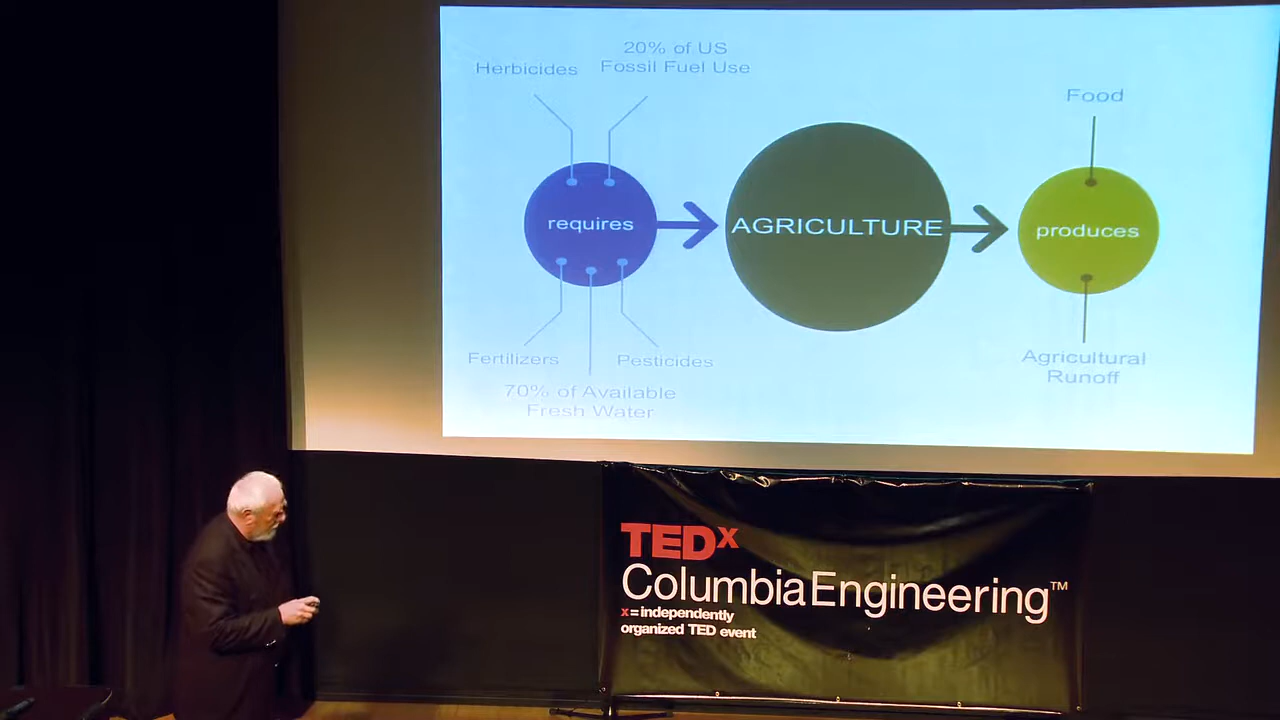 20% of US
Fossil Fuel Use
Herbicides
Food
requires
AGRICULTURE
produces
Fertilizers
Pesticides
70% of Available
Fresh Water
Agricultural
Runoff
TEDx
ColumbiaEngineering™
x=independently
organized TED event